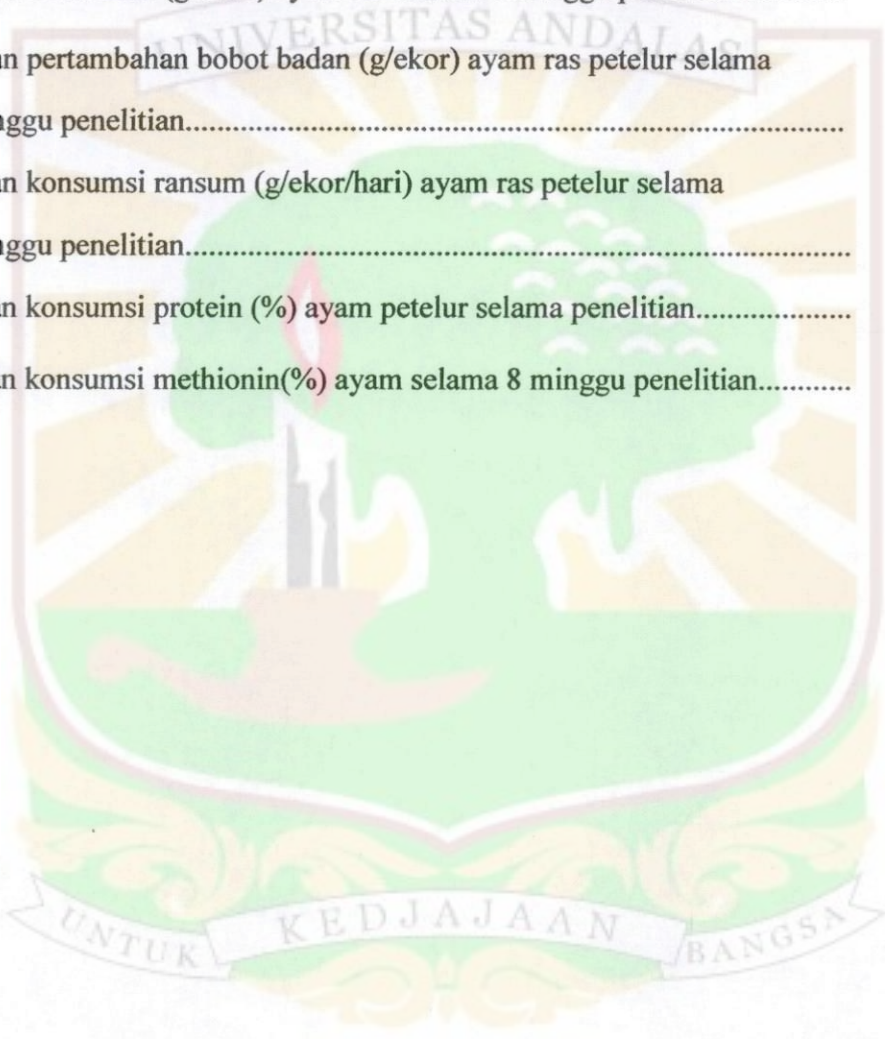 UNIVERSITAS ANDALAS
n pertambahan bobot badan (g/ekor) ayam ras petelur selama
ggu penelitian.......................................................................................
n konsumsi ransum (g/ekor/hari) ayam ras petelur selama
ggu penelitian........................................................................................
n konsumsi protein (%) ayam petelur selama penelitian....................
n konsumsi methionin(%) ayam selama 8 minggu penelitian............
UNTUK KEDJAJAAN BANGSA